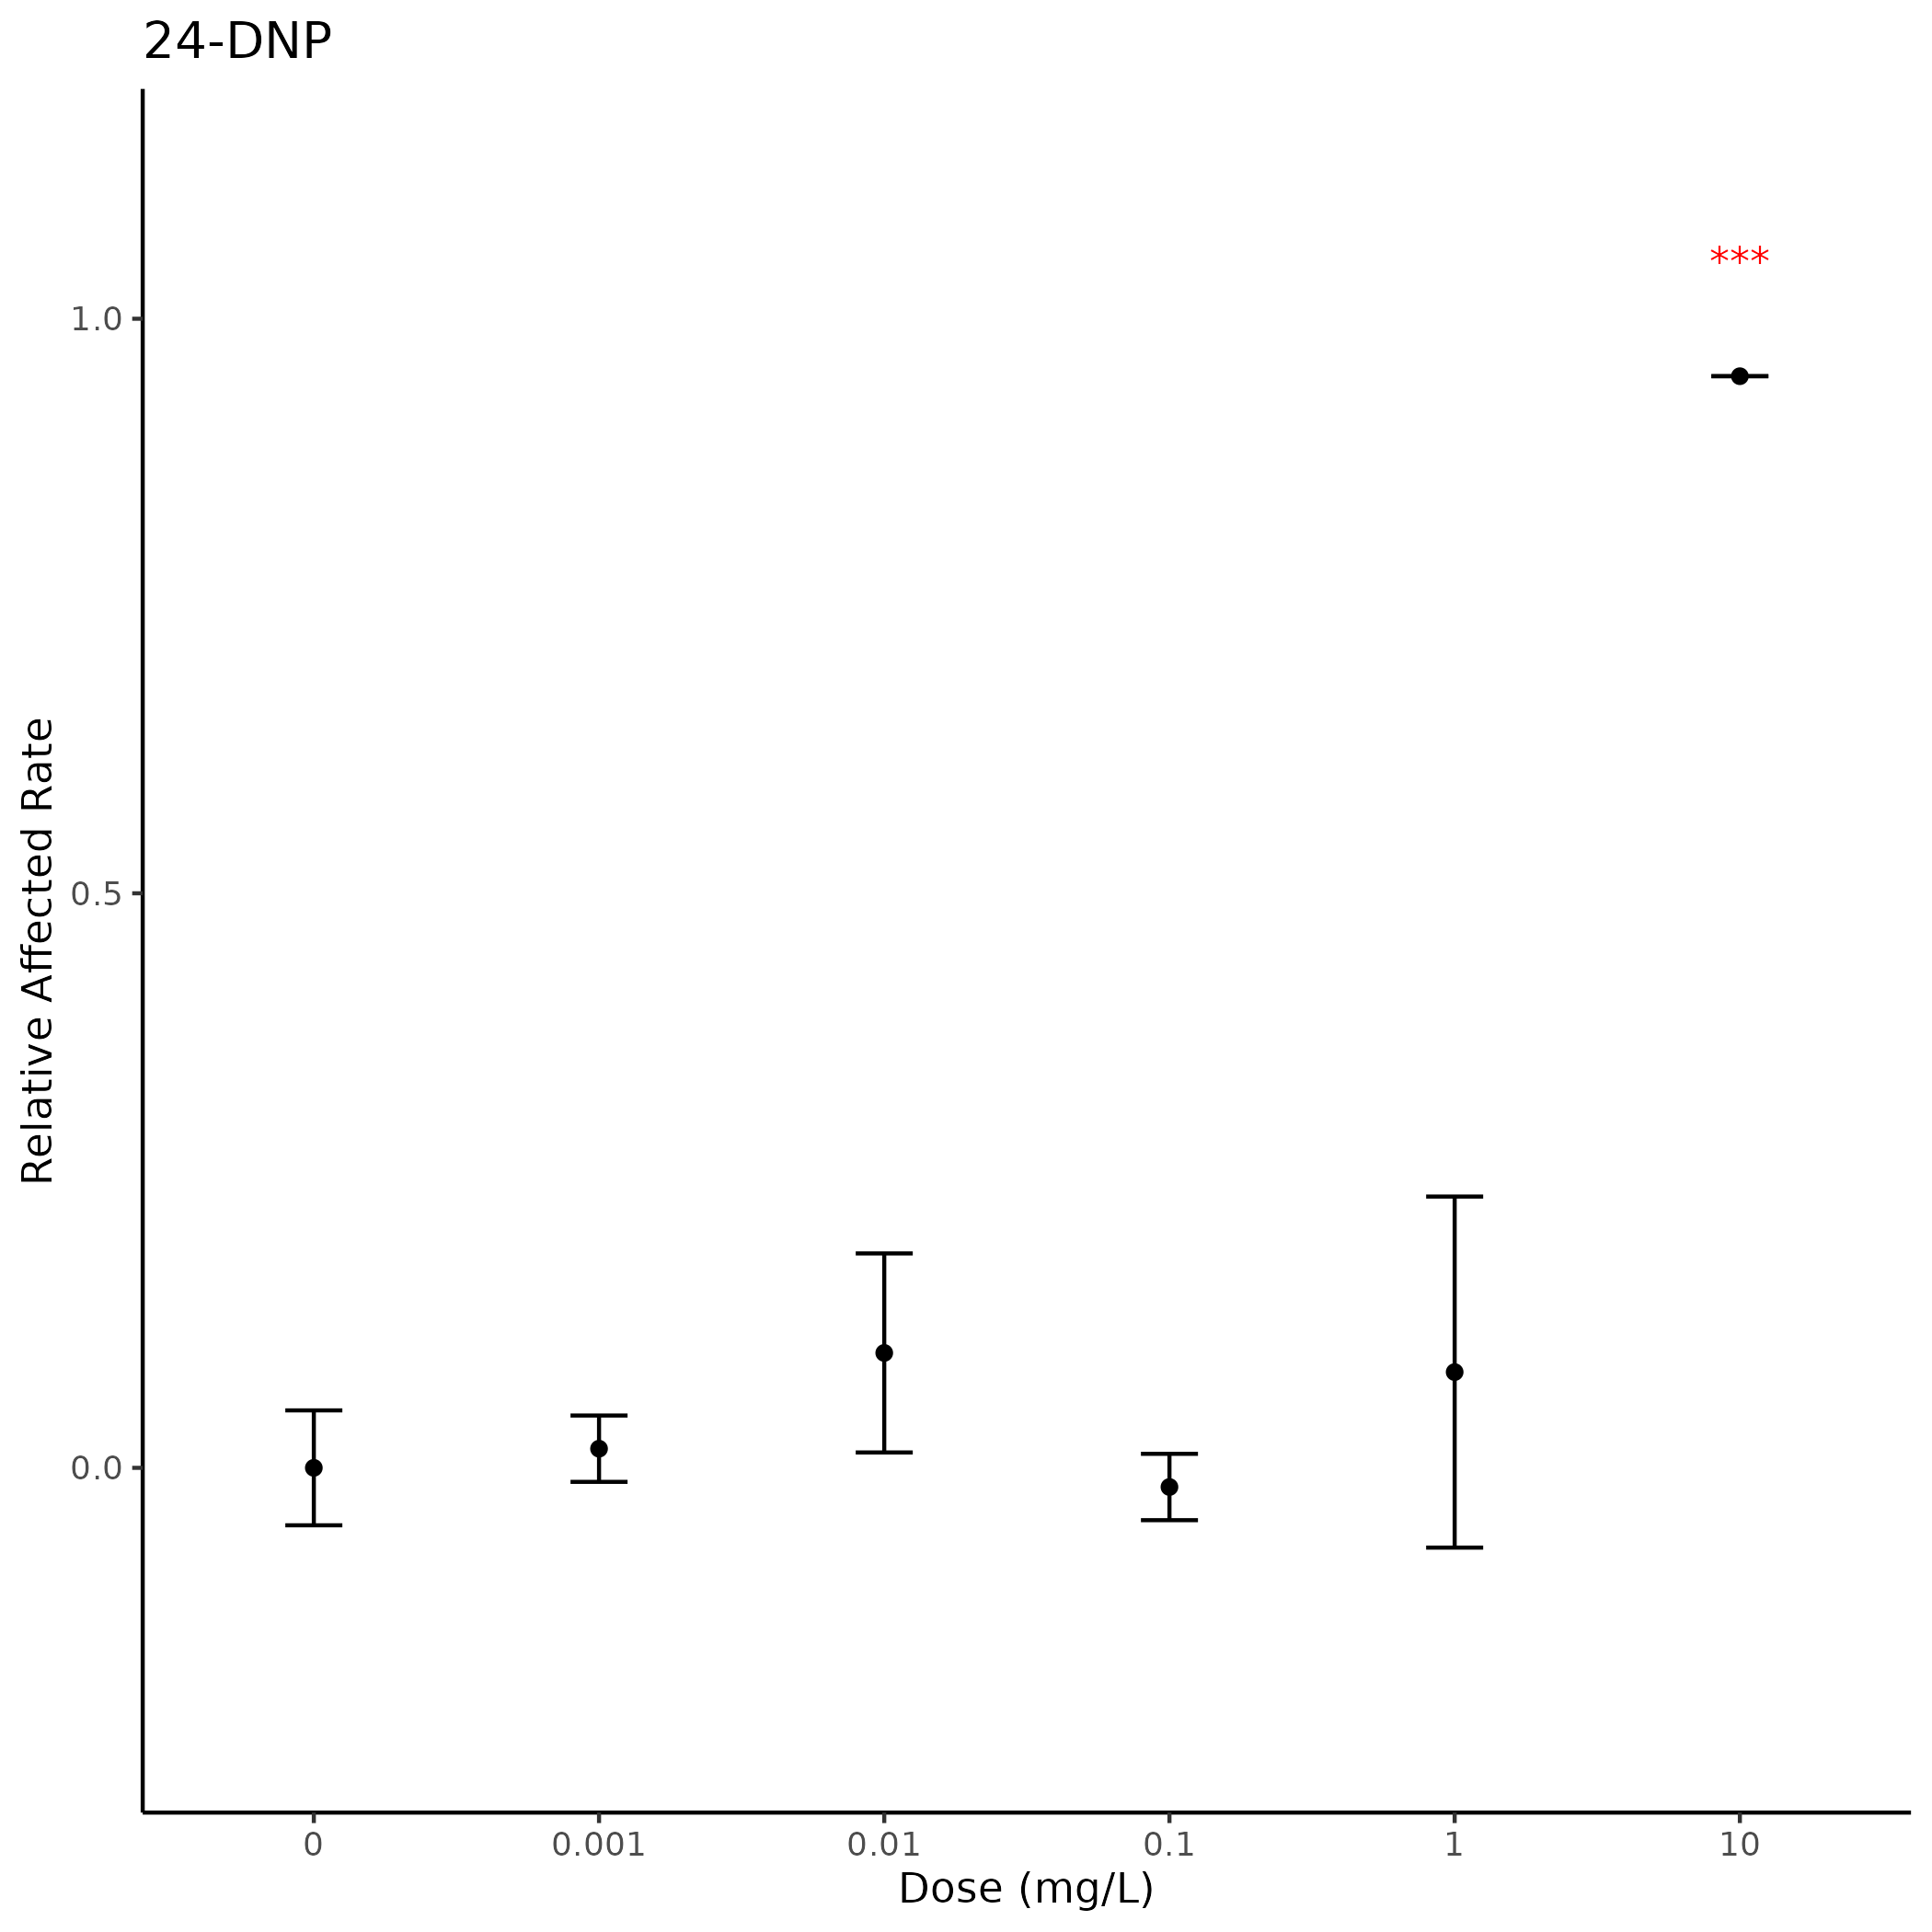 24-DNP
***
1.0
0.5
0.0
Relative Affected Rate
0 0.001 0.01 0.1 1 10
Dose (mg/L)